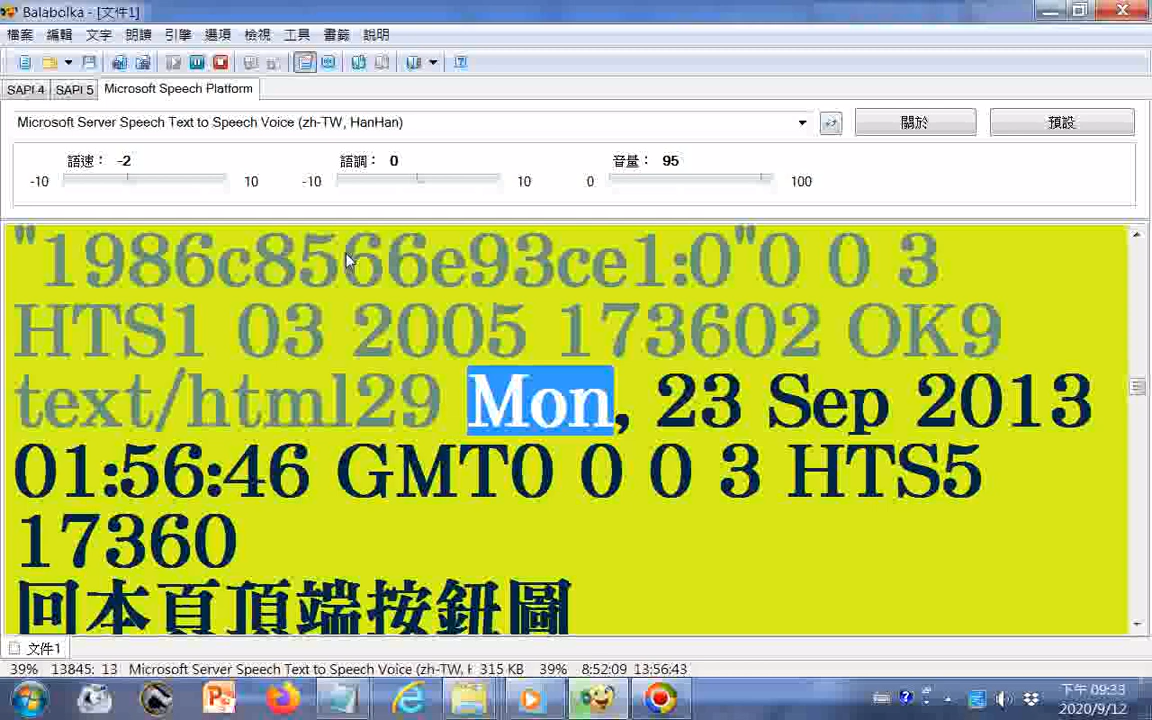 Balabolka - [文件1]
檔案 編輯 文字 朗讀 引擎 選項 檢視 工具 書籤 說明
SAPI 4 SAPI 5 Microsoft Speech Platform
Microsoft Server Speech Text to Speech Voice (zh-TW, HanHan)
關於 預設
語速： -2 語調： 0 音量： 95
-10 10 -10 10 0 100
"1986c8566e93ce1:0"0 0 3
HTS1 03 2005 173602 OK9
text/html29 Mon, 23 Sep 2013
01:56:46 GMT0 0 0 3 HTS5
17360
回本頁頂端按鈕圖
文件1
39% 13845: 13 Microsoft Server Speech Text to Speech Voice (zh-TW, H 315 KB 39% 8:52:09 13:56:43
下午 09:33
2020/9/12